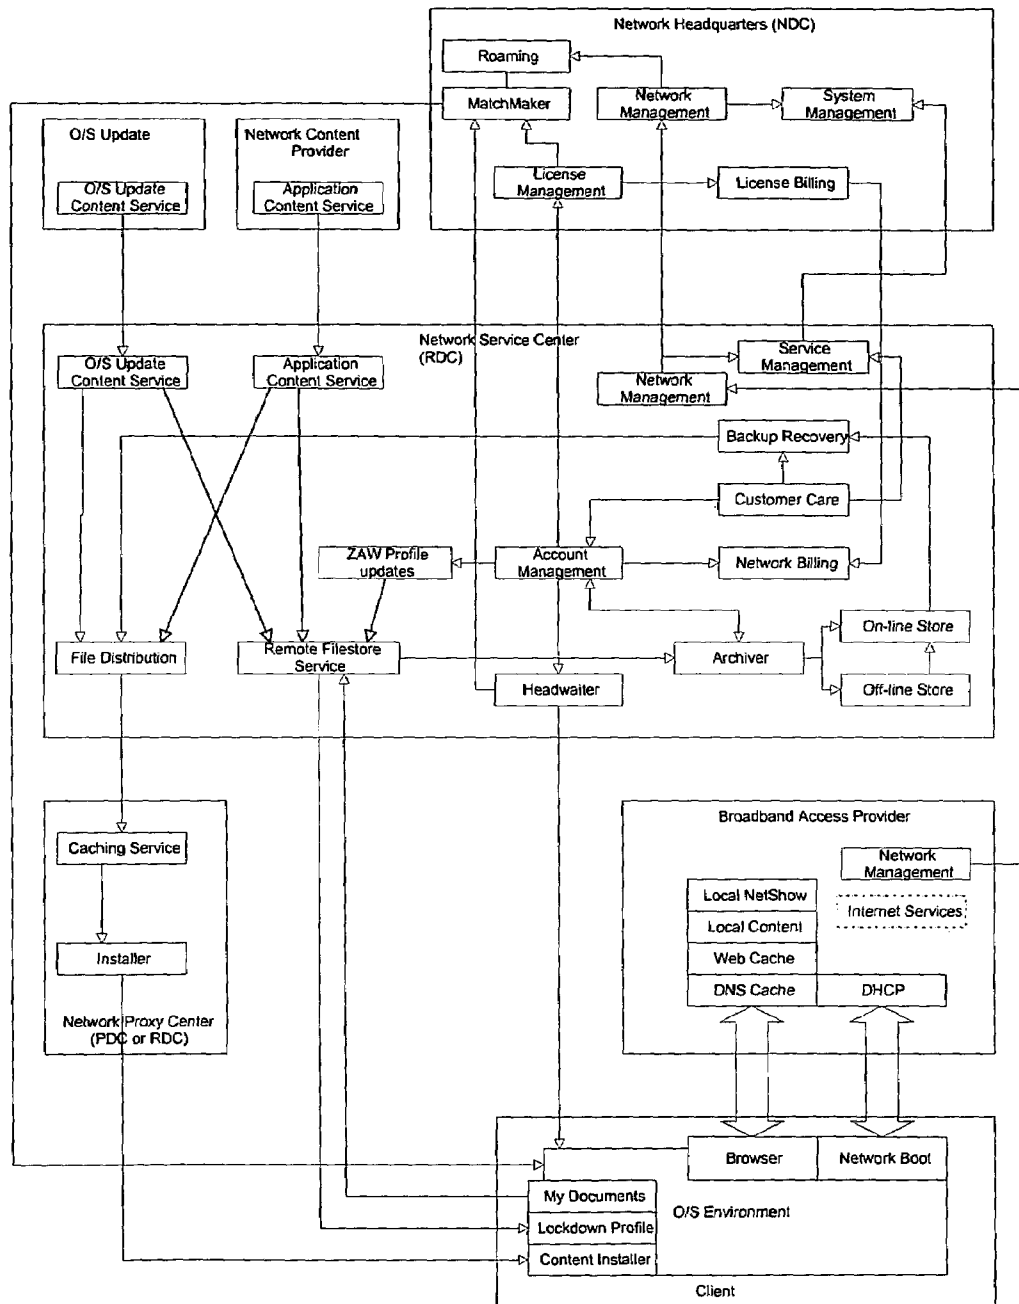 Network Headquarters (NDC)
Roaming
MatchMaker
Network
Management
System
Management
License
Management
License Billing
O/S Update
O/S Update
Content Service
Network Content
Provider
Application
Content Service
Network Service Center
(RDC)
O/S Update
Content Service
Application
Content Service
Service
Management
Network
Management
Backup Recovery
Customer Care
ZAW Profile
updates
Account
Management
Network Billing
File Distribution
Remote Filestore
Service
Archiver
On-line Store
Off-line Store
Headwaiter
Caching Service
Installer
Network Proxy Center
(PDC or RDC)
Broadband Access Provider
Network
Management
Internet Services
Local NetShow
Local Content
Web Cache
DNS Cache
DHCP
Browser
Network Boot
My Documents
Lockdown Profile
Content Installer
O/S Environment
Client